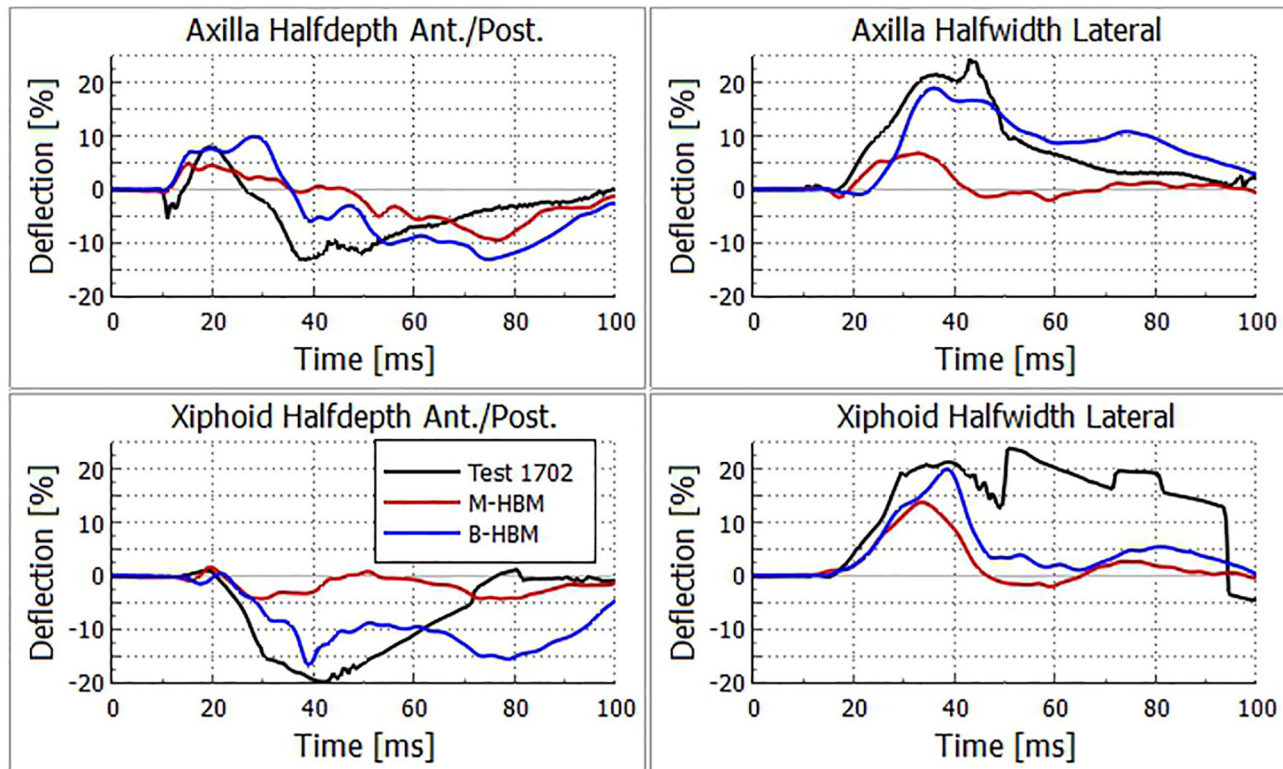 Axilla Halfdepth Ant./Post.
Deflection [%]
20
10
0
-10
-20
0 20 40 60 80 100
Time [ms]
Axilla Halfwidth Lateral
Deflection [%]
20
10
0
-10
-20
0 20 40 60 80 100
Time [ms]
Xiphoid Halfdepth Ant./Post.
Deflection [%]
20
10
0
-10
-20
Test 1702
M-HBM
B-HBM
0 20 40 60 80 100
Time [ms]
Xiphoid Halfwidth Lateral
Deflection [%]
20
10
0
-10
-20
0 20 40 60 80 100
Time [ms]